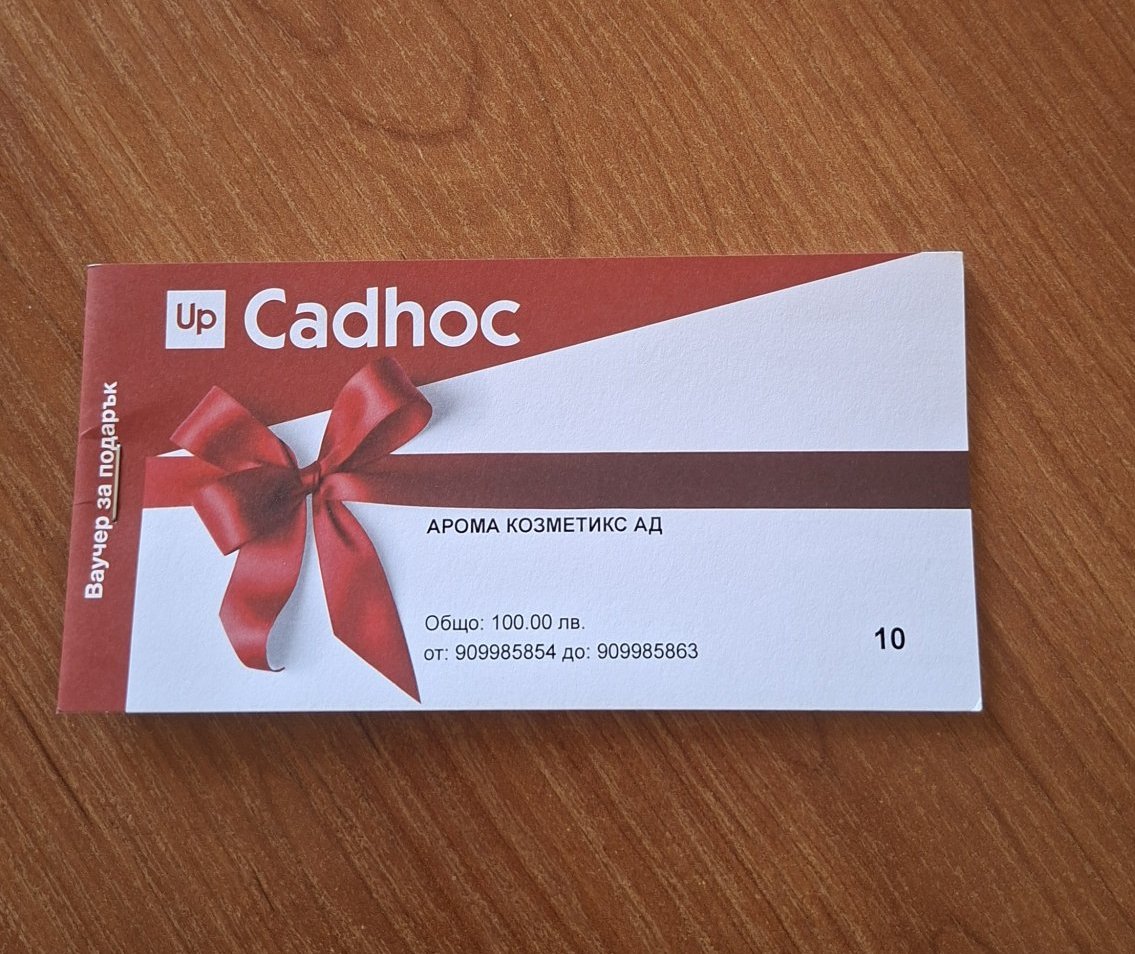 Up Cadhoc
Ваучер за подарък
АРОМА КОЗМЕТИКС АД
Общо: 100.00 лв.
от: 909985854 до: 909985863
10